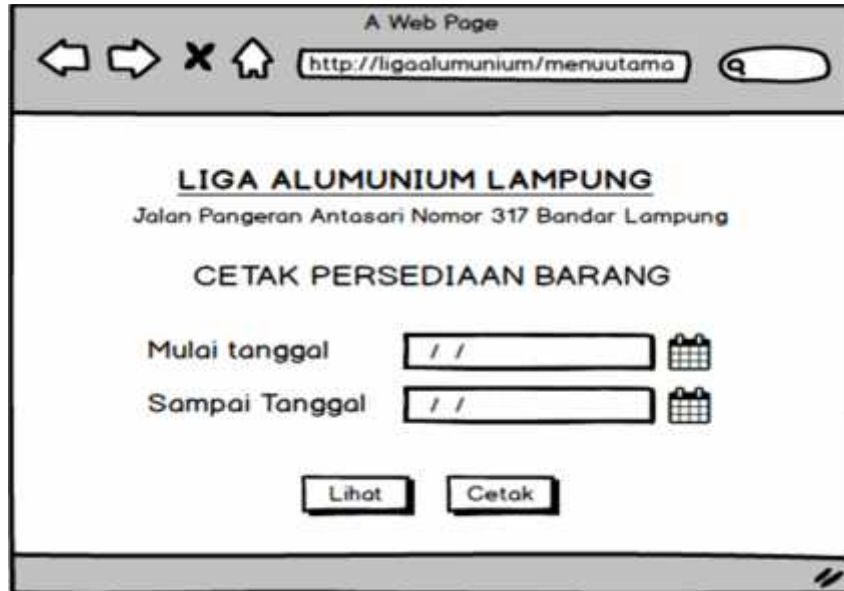 A Web Page
http://ligaalumunium/menuutama
LIGA ALUMUNIUM LAMPUNG
Jalan Pangeran Antasari Nomor 317 Bandar Lampung
CETAK PERSEDIAAN BARANG
Mulai tanggal / /
Sampai Tanggal / /
Lihat Cetak